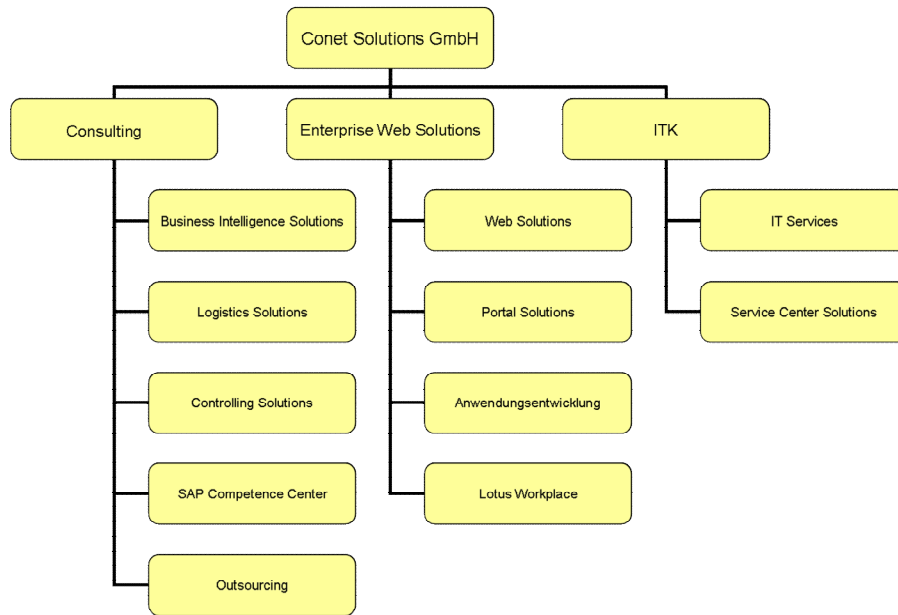 Conet Solutions GmbH
Consulting
Enterprise Web Solutions
ITK
Business Intelligence Solutions
Web Solutions
IT Services
Logistics Solutions
Portal Solutions
Service Center Solutions
Controlling Solutions
Anwendungsentwicklung
SAP Competence Center
Lotus Workplace
Outsourcing